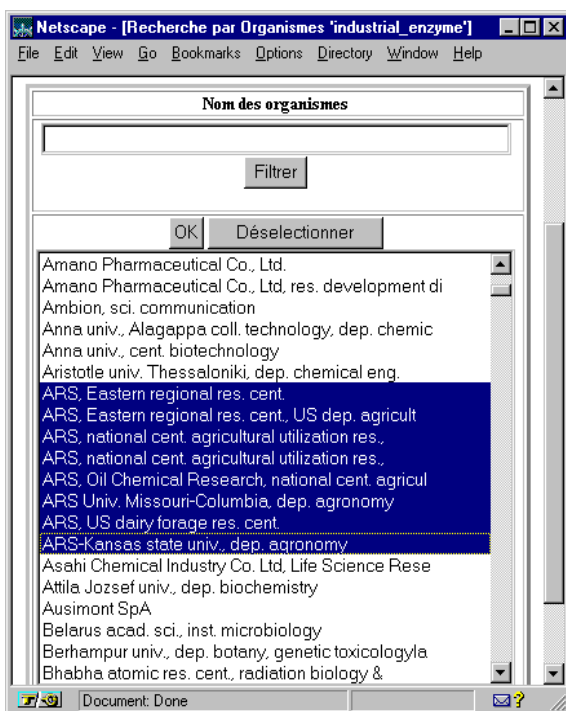 Netscape - [Recherche par Organismes 'industrial_enzyme']
File Edit View Go Bookmarks Options Directory Window Help
Nom des organismes
Filtrer
OK Déselectionner
Amano Pharmaceutical Co., Ltd.
Amano Pharmaceutical Co., Ltd, res. development di
Ambion, sci. communication
Anna univ., Alagappa coll. technology, dep. chemic
Anna univ., cent. biotechnology
Aristotle univ. Thessaloniki, dep. chemical eng.
ARS, Eastern regional res. cent.
ARS, Eastern regional res. cent., US dep. agricult
ARS, national cent. agricultural utilization res.,
ARS, national cent. agricultural utilization res.,
ARS, Oil Chemical Research, national cent. agricul
ARS Univ. Missouri-Columbia, dep. agronomy
ARS, US dairy forage res. cent.
ARS-Kansas state univ., dep. agronomy
Asahi Chemical Industry Co. Ltd, Life Science Rese
Attila Jozsef univ., dep. biochemistry
Ausimont SpA
Belarus acad. sci., inst. microbiology
Berhampur univ., dep. botany, genetic toxicologyla
Bhabha atomic res. cent., radiation biology &
Document: Done